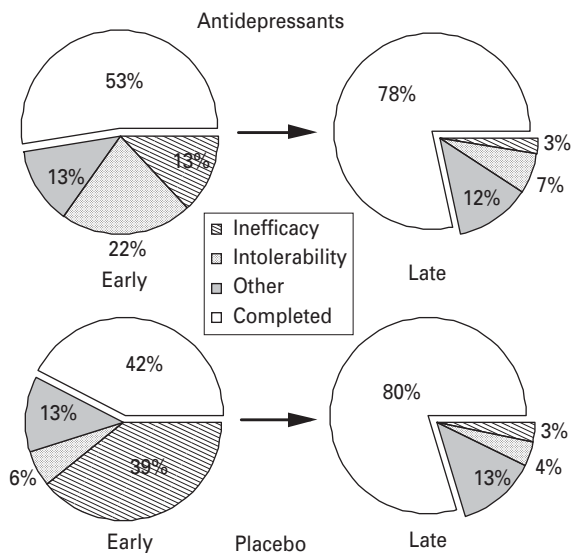 Antidepressants
53%
13%
22%
13%
Early
78%
3%
7%
12%
Late
Inefficacy
Intolerability
Other
Completed
42%
13%
6%
39%
Early
Placebo
80%
3%
4%
13%
Late